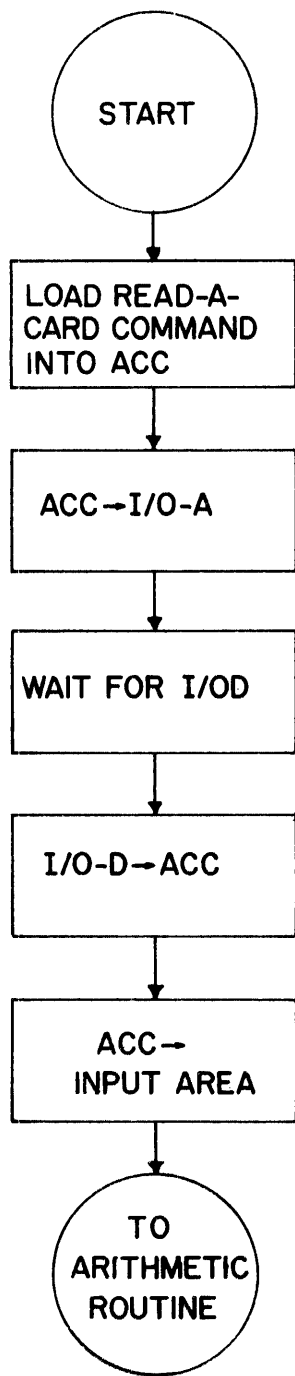 START
LOAD READ-A-
CARD COMMAND
INTO ACC
ACC→I/O-A
WAIT FOR I/OD
I/O-D→ACC
ACC→
INPUT AREA
TO
ARITHMETIC
ROUTINE